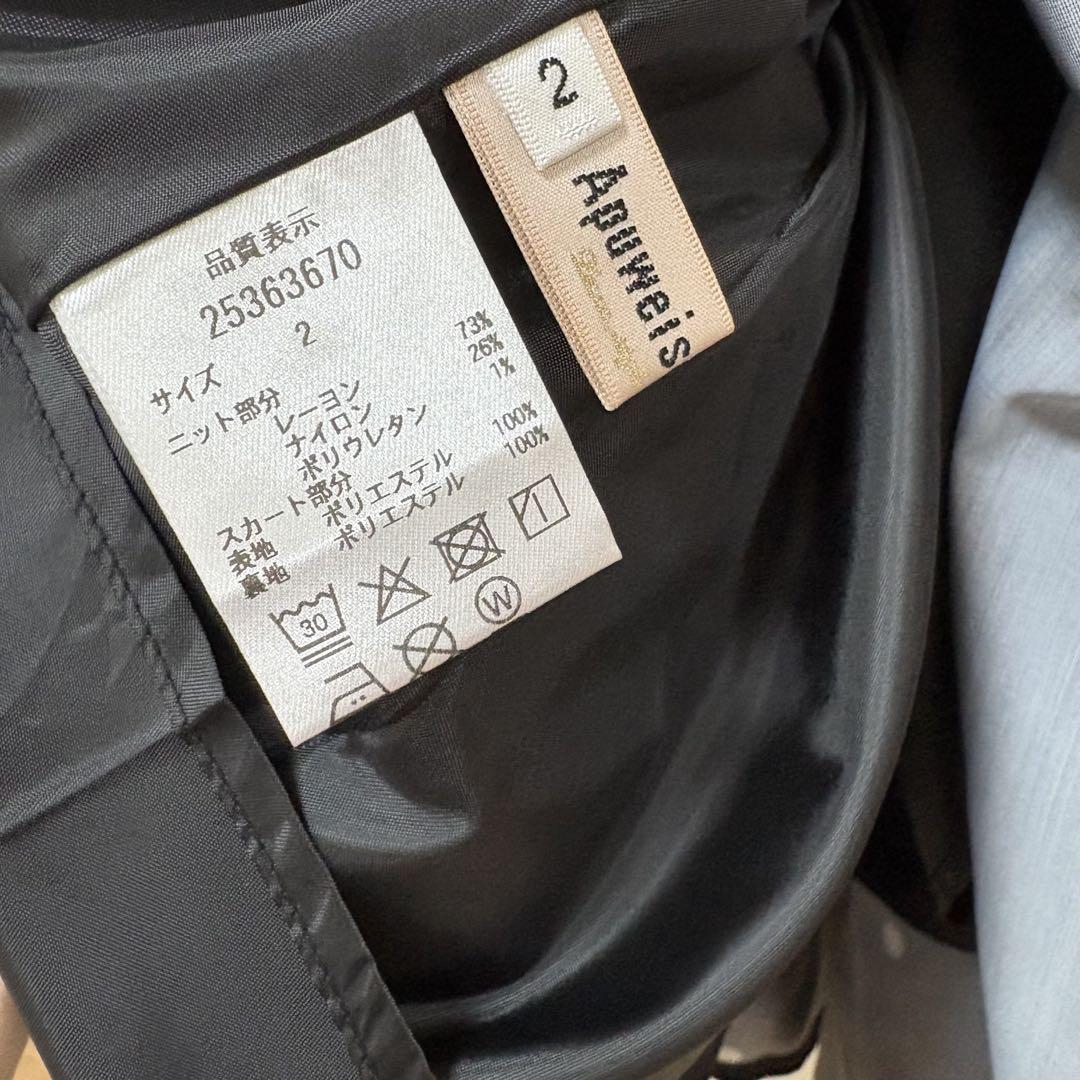 品質表示
25363670
サイズ 2
ニット部分
レーヨン 73%
ナイロン 26%
ポリウレタン 1%
スカート部分
表地 ポリエステル 100%
裏地 ポリエステル 100%
30
W
2
Apuweis